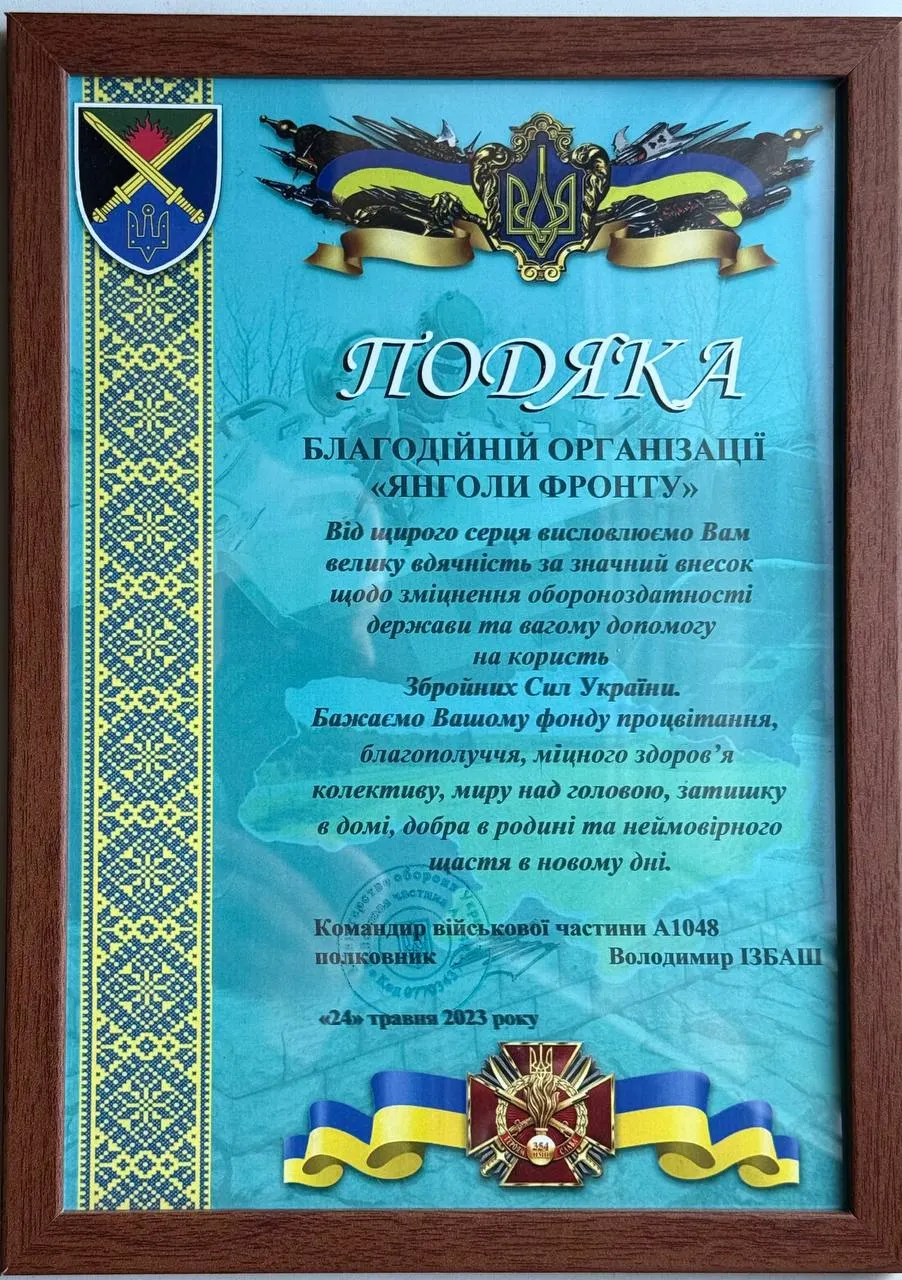 ПОДЯКА
БЛАГОДІЙНІЙ ОРГАНІЗАЦІЇ
«ЯНГОЛИ ФРОНТУ»
Від щирого серця висловлюємо Вам
велику вдячність за значний внесок
щодо зміцнення обороноздатності
держави та вагому допомогу
на користь
Збройних Сил України.
Бажаємо Вашому фонду процвітання,
благополуччя, міцного здоров’я
колективу, миру над головою, затишку
в домі, добра в родині та неймовірного
щастя в новому дні.
Командир військової частини А1048
полковник Володимир ІЗБАШ
«24» травня 2023 року
354